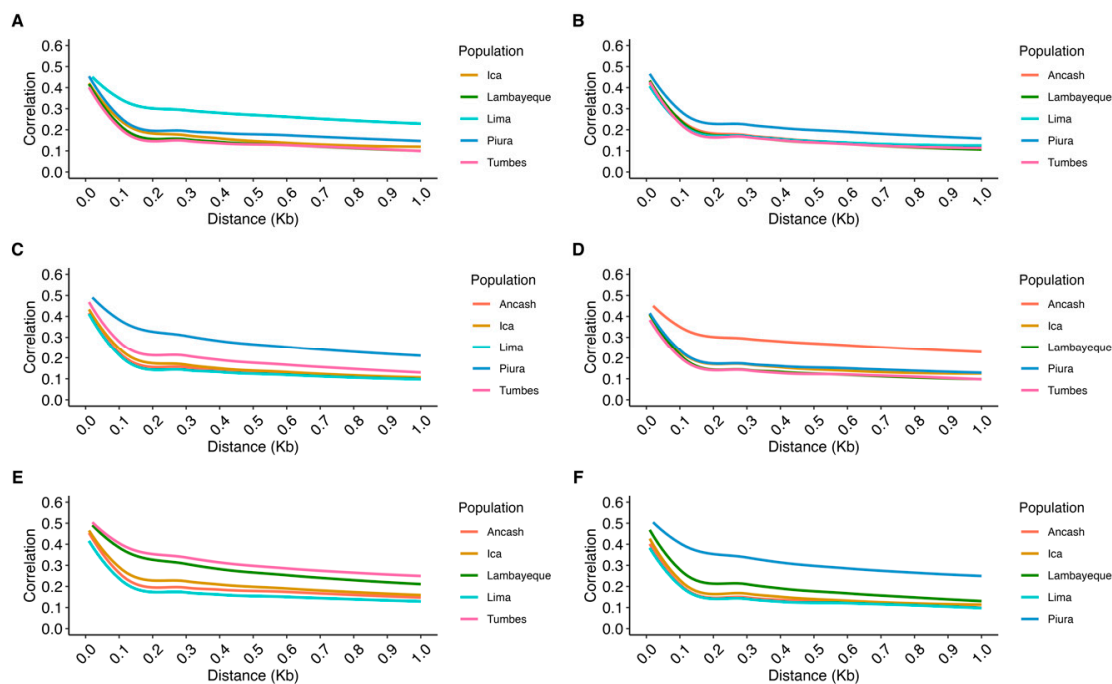 A
Correlation
0.6
0.5
0.4
0.3
0.2
0.1
0.0
0.0 0.1 0.2 0.3 0.4 0.5 0.6 0.7 0.8 0.9 1.0
Distance (Kb)
Population
Ica
Lambayeque
Lima
Piura
Tumbes
B
Correlation
0.6
0.5
0.4
0.3
0.2
0.1
0.0
0.0 0.1 0.2 0.3 0.4 0.5 0.6 0.7 0.8 0.9 1.0
Distance (Kb)
Population
Ancash
Lambayeque
Lima
Piura
Tumbes
C
Correlation
0.6
0.5
0.4
0.3
0.2
0.1
0.0
0.0 0.1 0.2 0.3 0.4 0.5 0.6 0.7 0.8 0.9 1.0
Distance (Kb)
Population
Ancash
Ica
Lima
Piura
Tumbes
D
Correlation
0.6
0.5
0.4
0.3
0.2
0.1
0.0
0.0 0.1 0.2 0.3 0.4 0.5 0.6 0.7 0.8 0.9 1.0
Distance (Kb)
Population
Ancash
Ica
Lambayeque
Piura
Tumbes
E
Correlation
0.6
0.5
0.4
0.3
0.2
0.1
0.0
0.0 0.1 0.2 0.3 0.4 0.5 0.6 0.7 0.8 0.9 1.0
Distance (Kb)
Population
Ancash
Ica
Lambayeque
Lima
Tumbes
F
Correlation
0.6
0.5
0.4
0.3
0.2
0.1
0.0
0.0 0.1 0.2 0.3 0.4 0.5 0.6 0.7 0.8 0.9 1.0
Distance (Kb)
Population
Ancash
Ica
Lambayeque
Lima
Piura